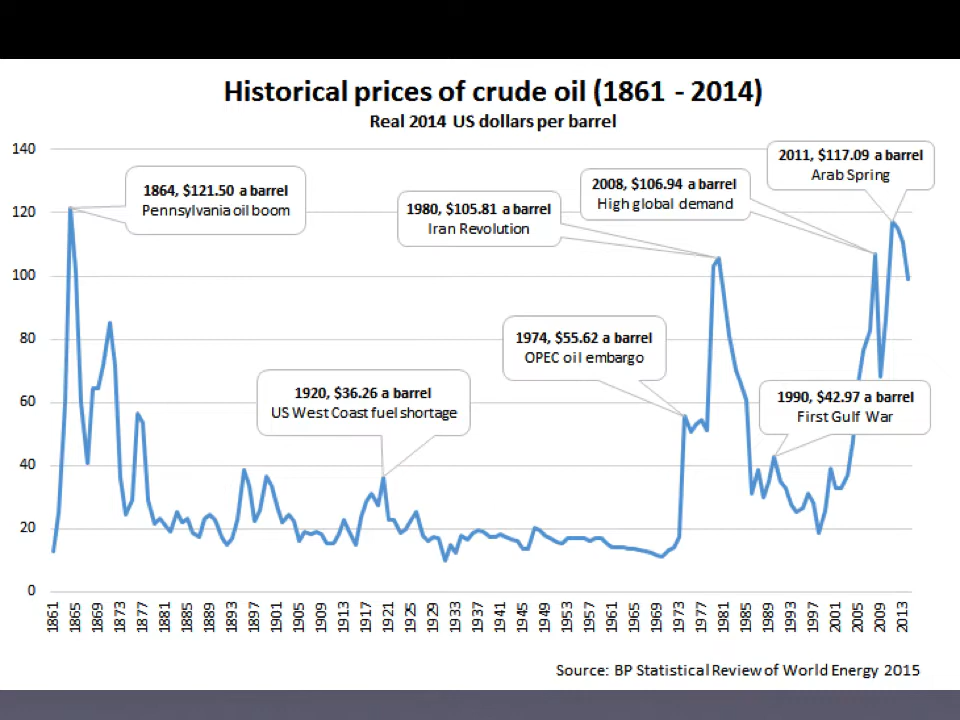 Historical prices of crude oil (1861 - 2014)
Real 2014 US dollars per barrel
140
120
100
80
60
40
20
0
1864, $121.50 a barrel
Pennsylvania oil boom
1920, $36.26 a barrel
US West Coast fuel shortage
1980, $105.81 a barrel
Iran Revolution
1974, $55.62 a barrel
OPEC oil embargo
2008, $106.94 a barrel
High global demand
2011, $117.09 a barrel
Arab Spring
1990, $42.97 a barrel
First Gulf War
1861
1865
1869
1873
1877
1881
1885
1889
1893
1897
1901
1905
1909
1913
1917
1921
1925
1929
1933
1937
1941
1945
1949
1953
1957
1961
1965
1969
1973
1977
1981
1985
1989
1993
1997
2001
2005
2009
2013
Source: BP Statistical Review of World Energy 2015